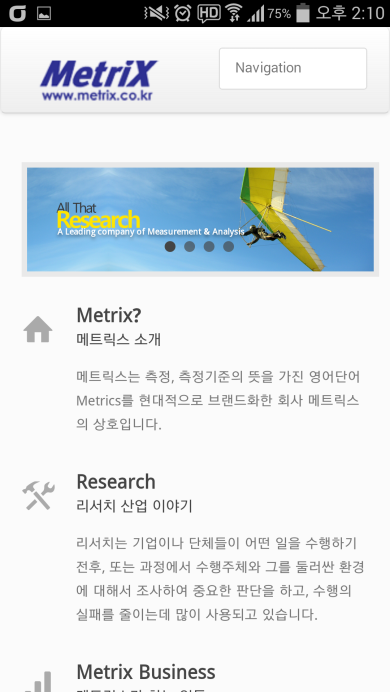 HD 75% 오후 2:10
MetriX
www.metrix.co.kr
Navigation
All That
Research
A Leading company of Measurement & Analysis
Metrix?
메트릭스 소개
메트릭스는 측정, 측정기준의 뜻을 가진 영어단어
Metrics를 현대적으로 브랜드화한 회사 메트릭스
의 상호입니다.
Research
리서치 산업 이야기
리서치는 기업이나 단체들이 어떤 일을 수행하기
전후, 또는 과정에서 수행주체와 그를 둘러싼 환경
에 대해서 조사하여 중요한 판단을 하고, 수행의
실패를 줄이는데 많이 사용되고 있습니다.
Metrix Business